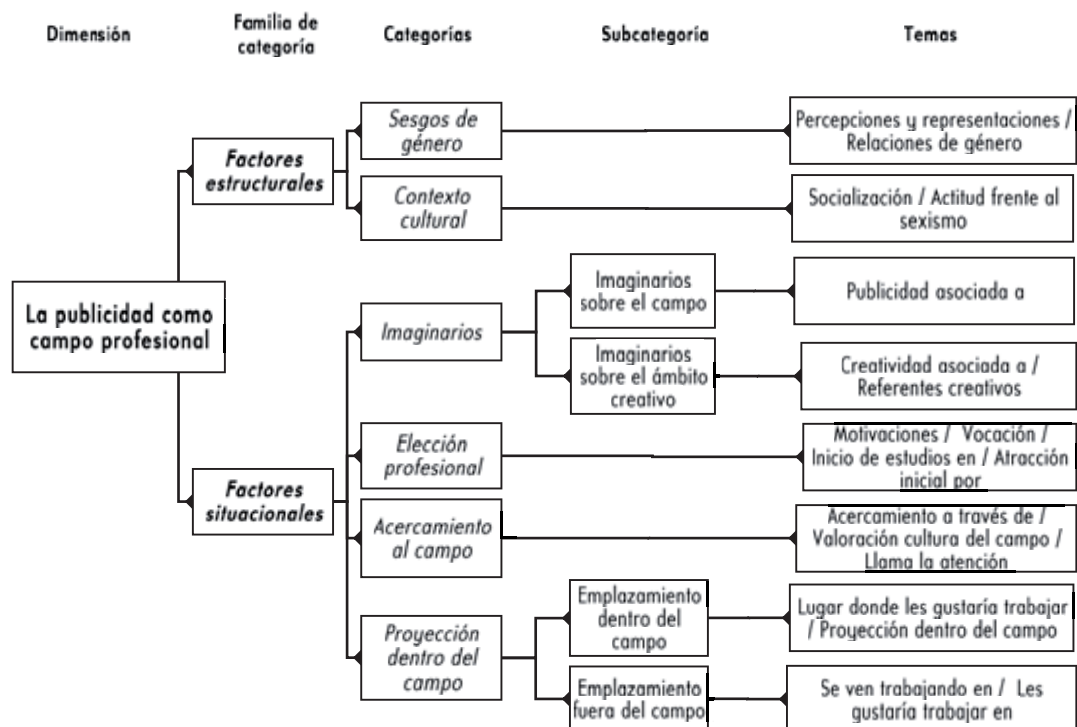 Dimensión
Familia de
categoría
Categorías
Subcategoría
Temas
La publicidad como
campo profesional
Factores
estructurales
Sesgos de
género
Percepciones y representaciones /
Relaciones de género
Contexto
cultural
Socialización / Actitud frente al
sexismo
Factores
situacionales
Imaginarios
Imaginarios
sobre el campo
Publicidad asociada a
Imaginarios
sobre el ámbito
creativo
Creatividad asociada a /
Referentes creativos
Elección
profesional
Motivaciones / Vocación /
Inicio de estudios en / Atracción
inicial por
Acercamiento
al campo
Acercamiento a través de /
Valoración cultura del campo /
Llama la atención
Proyección
dentro del
campo
Emplazamiento
dentro del
campo
Lugar donde les gustaría trabajar
/ Proyección dentro del campo
Emplazamiento
fuera del campo
Se ven trabajando en / Les
gustaría trabajar en